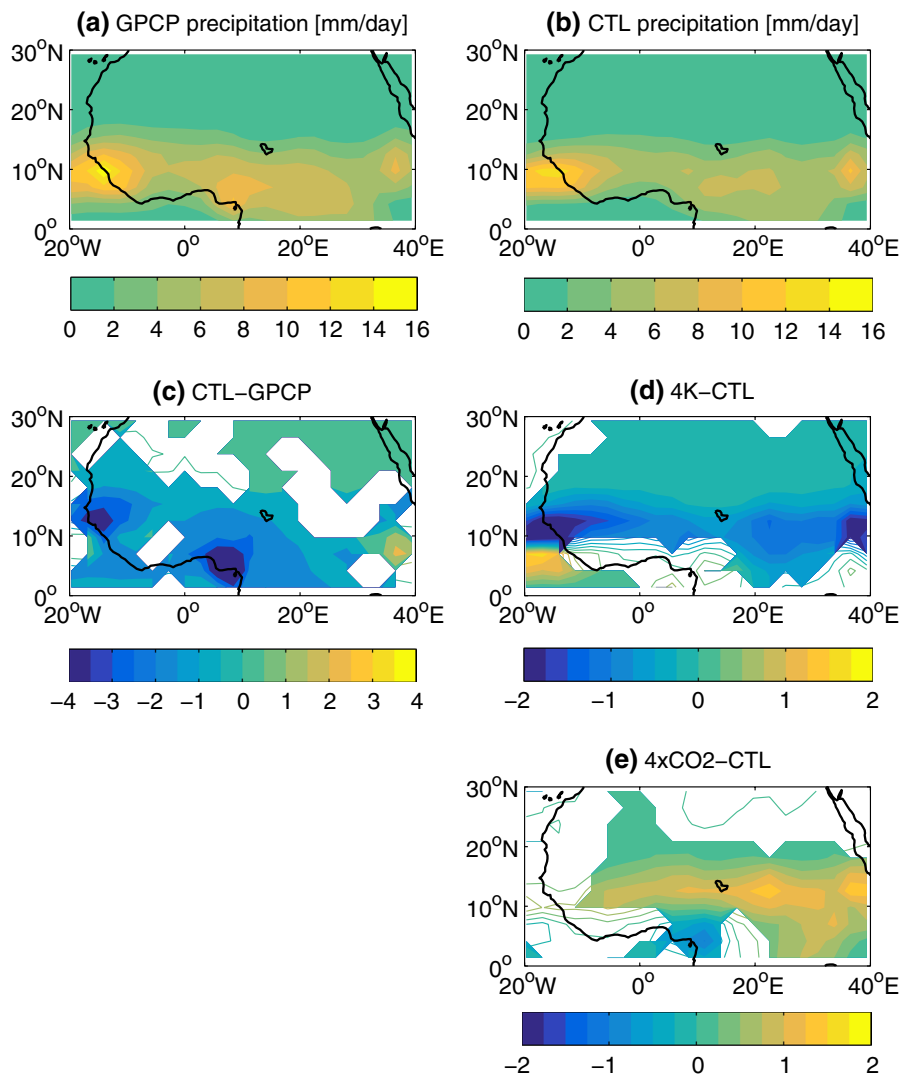 (a) GPCP precipitation [mm/day]
30°N
20°N
10°N
0°
20°W 0° 20°E 40°E
0 2 4 6 8 10 12 14 16
(b) CTL precipitation [mm/day]
30°N
20°N
10°N
0°
20°W 0° 20°E 40°E
0 2 4 6 8 10 12 14 16
(c) CTL−GPCP
30°N
20°N
10°N
0°
20°W 0° 20°E 40°E
−4 −3 −2 −1 0 1 2 3 4
(d) 4K−CTL
30°N
20°N
10°N
0°
20°W 0° 20°E 40°E
−2 −1 0 1 2
(e) 4xCO2−CTL
30°N
20°N
10°N
0°
20°W 0° 20°E 40°E
−2 −1 0 1 2